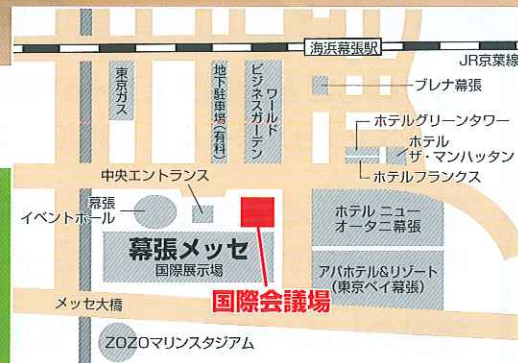 海浜幕張駅
JR京葉線
東京ガス
地下駐車場(有料)
ワールド
ビジネスガーデン
プレナ幕張
ホテルグリーンタワー
ホテル
ザ・マンハッタン
ホテルフランクス
中央エントランス
幕張
イベントホール
ホテル ニュー
オータニ幕張
幕張メッセ
国際展示場
アパホテル&リゾート
(東京ベイ幕張)
国際会議場
メッセ大橋
ZOZOマリンスタジアム